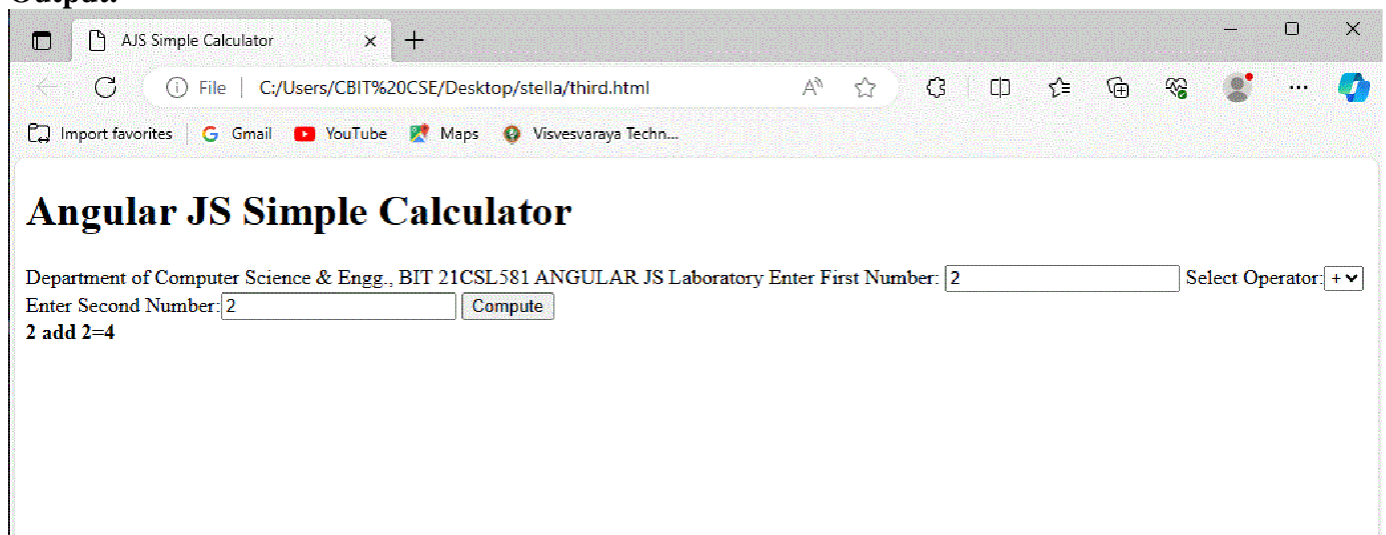 Output:
AJS Simple Calculator
File C:/Users/CBIT%20CSE/Desktop/stella/third.html
Import favorites G Gmail YouTube Maps Visvesvaraya Techn...
Angular JS Simple Calculator
Department of Computer Science & Engg., BIT 21CSL581 ANGULAR JS Laboratory Enter First Number: 2 Select Operator: +
Enter Second Number: 2 Compute
2 add 2=4